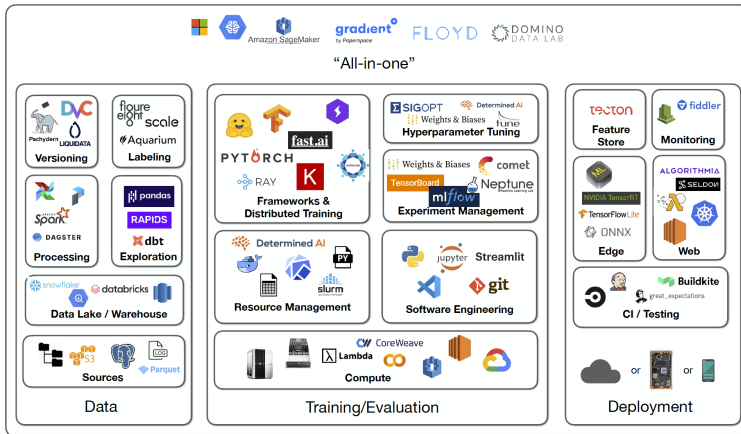 Amazon SageMaker
gradient
by Paperspace
FLOYD
DOMINO
DATA LAB
“All-in-one”
DVC
Pachyderm
LIQUIDATA
Versioning
figure
eight
scale
Aquarium
Labeling
APACHE
Spark
DAGSTER
Processing
pandas
RAPIDS
dbt
Exploration
snowflake
databricks
Data Lake / Warehouse
S3
LOG
Parquet
Sources
Data
fast.ai
PYTORCH
RAY
K
Frameworks &
Distributed Training
SIGOPT
Determined AI
Weights & Biases
tune
Hyperparameter Tuning
Weights & Biases
comet
TensorBoard
Neptune
mlflow
Experiment Management
Determined AI
PY
slurm
Resource Management
jupyter
Streamlit
git
Software Engineering
Lambda
CoreWeave
Compute
Training/Evaluation
TECTON
Feature
Store
fiddler
Monitoring
ML
NVIDIA TensorRT
TensorFlowLite
ONNX
Edge
ALGORITHMIA
SELDON
Web
Buildkite
great_expectations
CI / Testing
or
or
Deployment